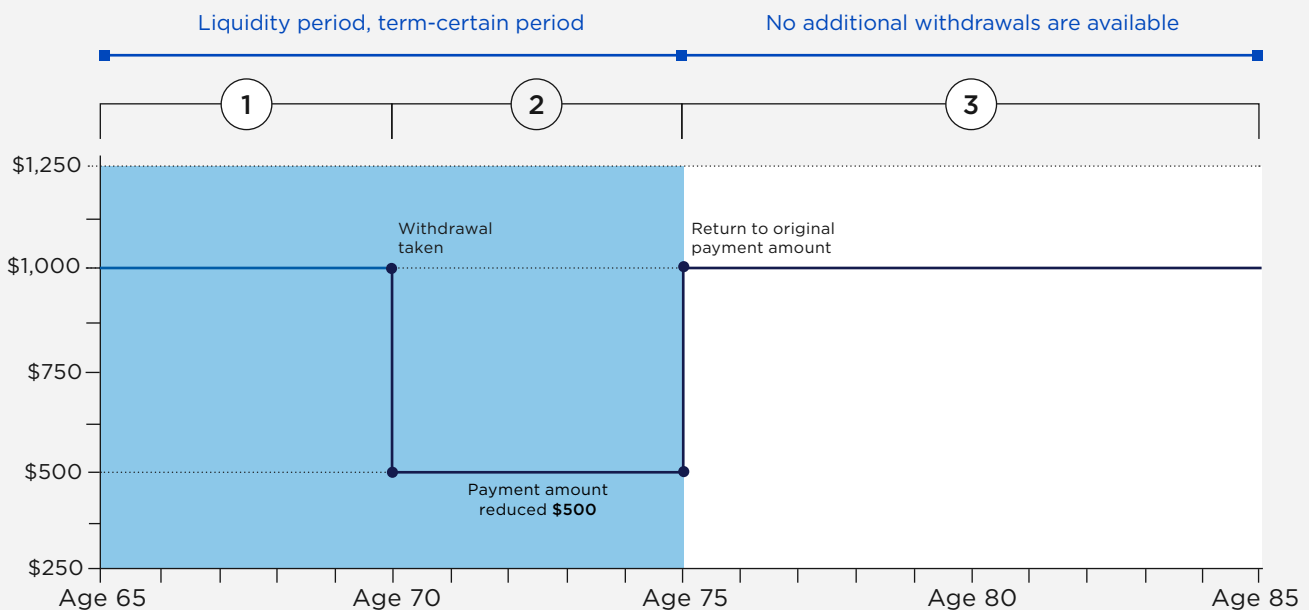 Liquidity period, term-certain period
No additional withdrawals are available
1
2
3
$1,250
$1,000
$750
$500
$250
Withdrawal
taken
Return to original
payment amount
Payment amount
reduced $500
Age 65
Age 70
Age 75
Age 80
Age 85